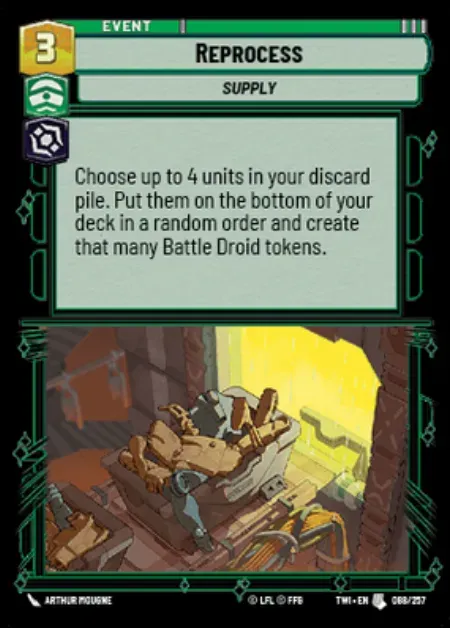 EVENT
3
REPROCESS
SUPPLY
Choose up to 4 units in your discard
pile. Put them on the bottom of your
deck in a random order and create
that many Battle Droid tokens.
ARTHUR MOUGNE
© LFL © FFG
TWI • EN
088/257